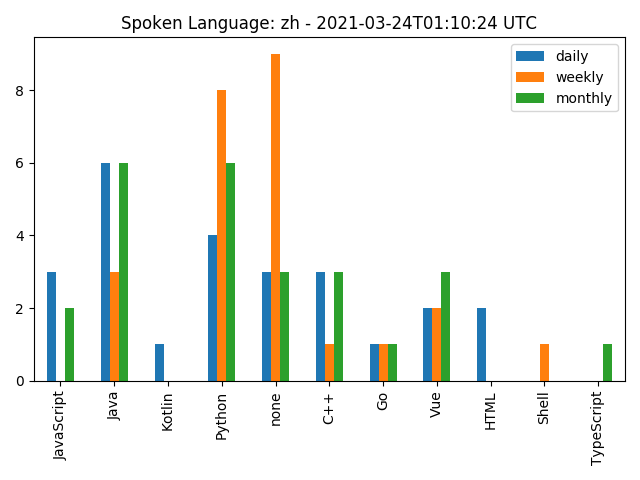 Spoken Language: zh - 2021-03-24T01:10:24 UTC
daily
weekly
monthly
8
6
4
2
0
JavaScript
Java
Kotlin
Python
none
C++
Go
Vue
HTML
Shell
TypeScript